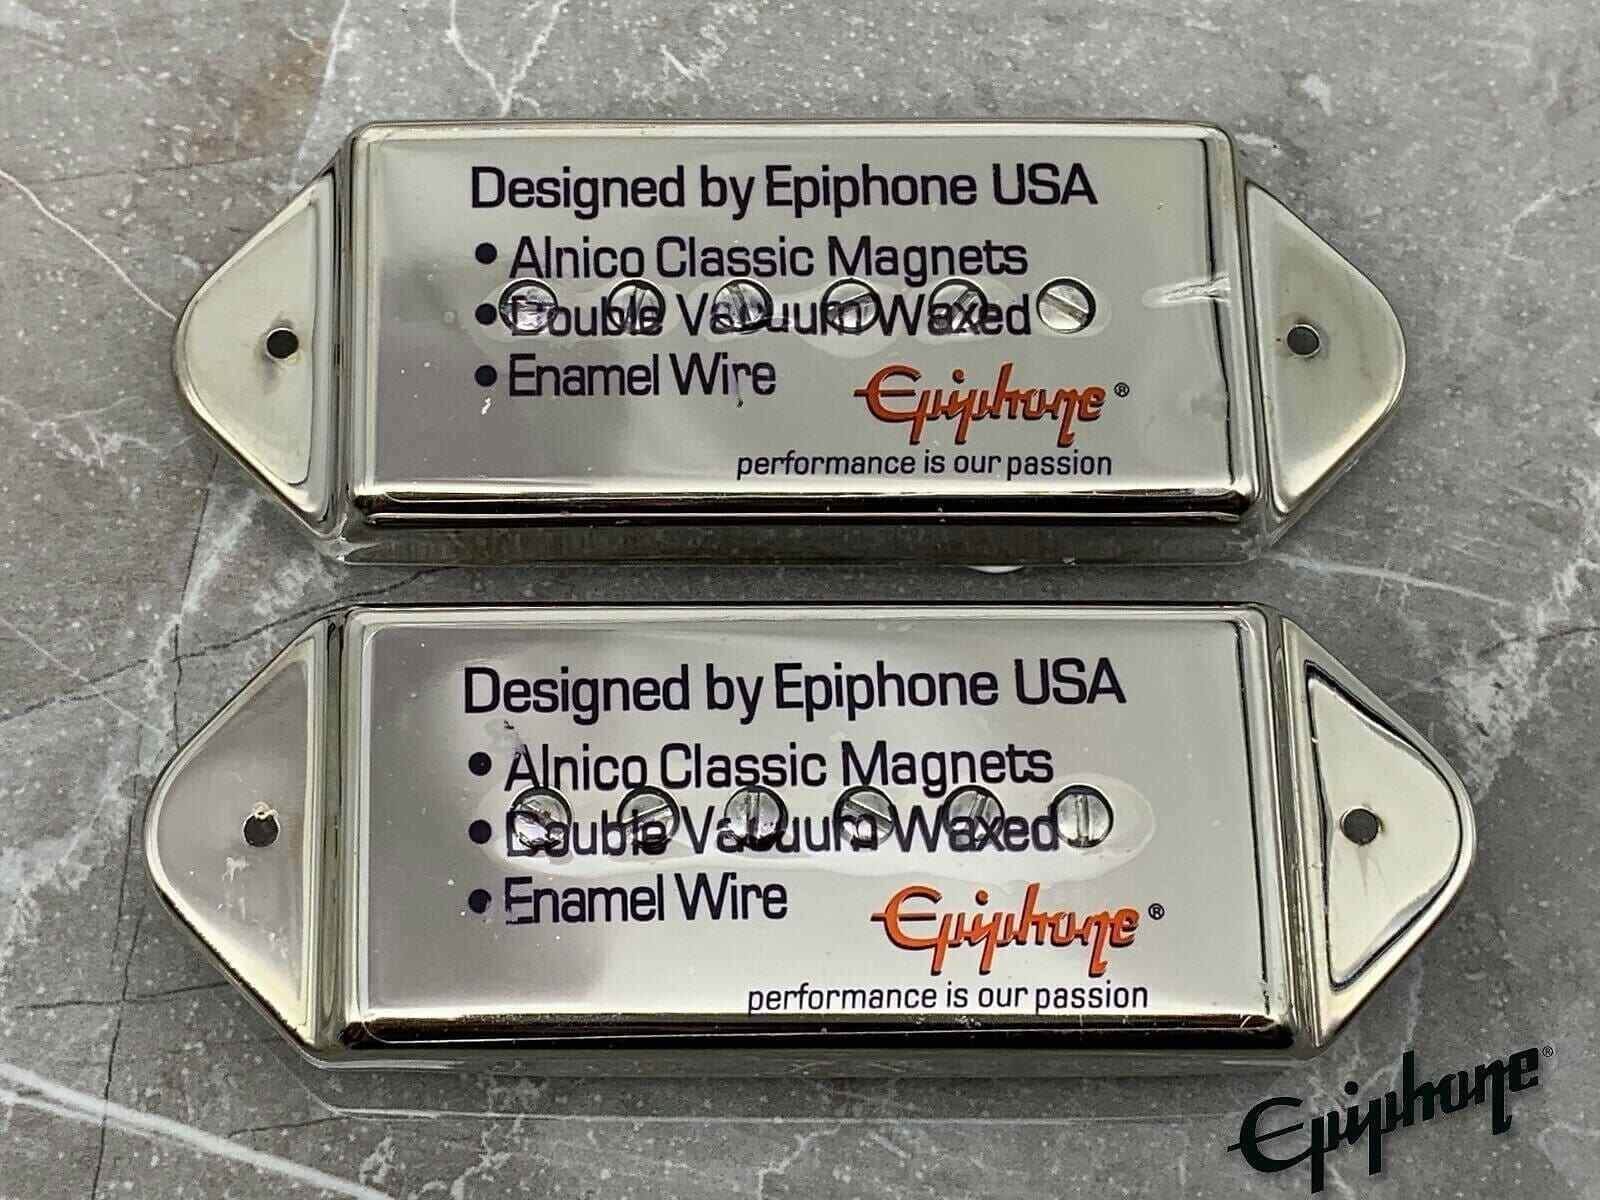 Designed by Epiphone USA
• Alnico Classic Magnets
• Double Vacuum Waxed
• Enamel Wire
Epiphone®
performance is our passion
Designed by Epiphone USA
• Alnico Classic Magnets
• Double Vacuum Waxed
• Enamel Wire
Epiphone®
performance is our passion
Epiphone®